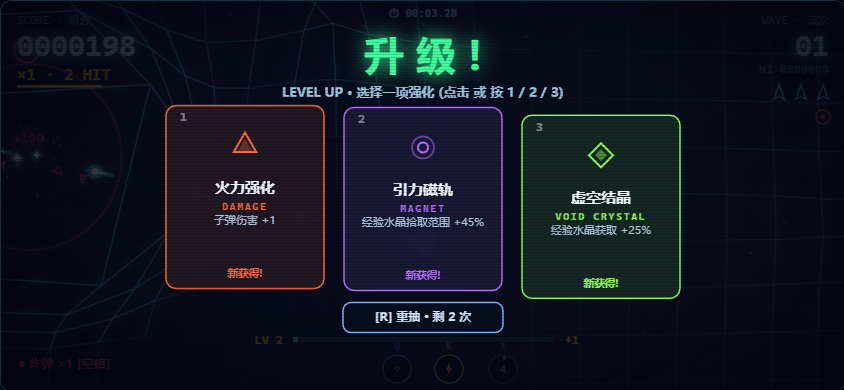 SCORE · 得分
00:03.28
WAVE · 波次
0000198
01
×1 · 2 HIT
HI 0000000
升级!
LEVEL UP • 选择一项强化 (点击 或 按 1 / 2 / 3)
+100
1
火力强化
DAMAGE
子弹伤害 +1
新获得!
2
引力磁轨
MAGNET
经验水晶拾取范围 +45%
新获得!
3
虚空结晶
VOID CRYSTAL
经验水晶获取 +25%
新获得!
[R] 重抽 • 剩 2 次
LV 2
+1
炸弹 ×1 [空格]
4